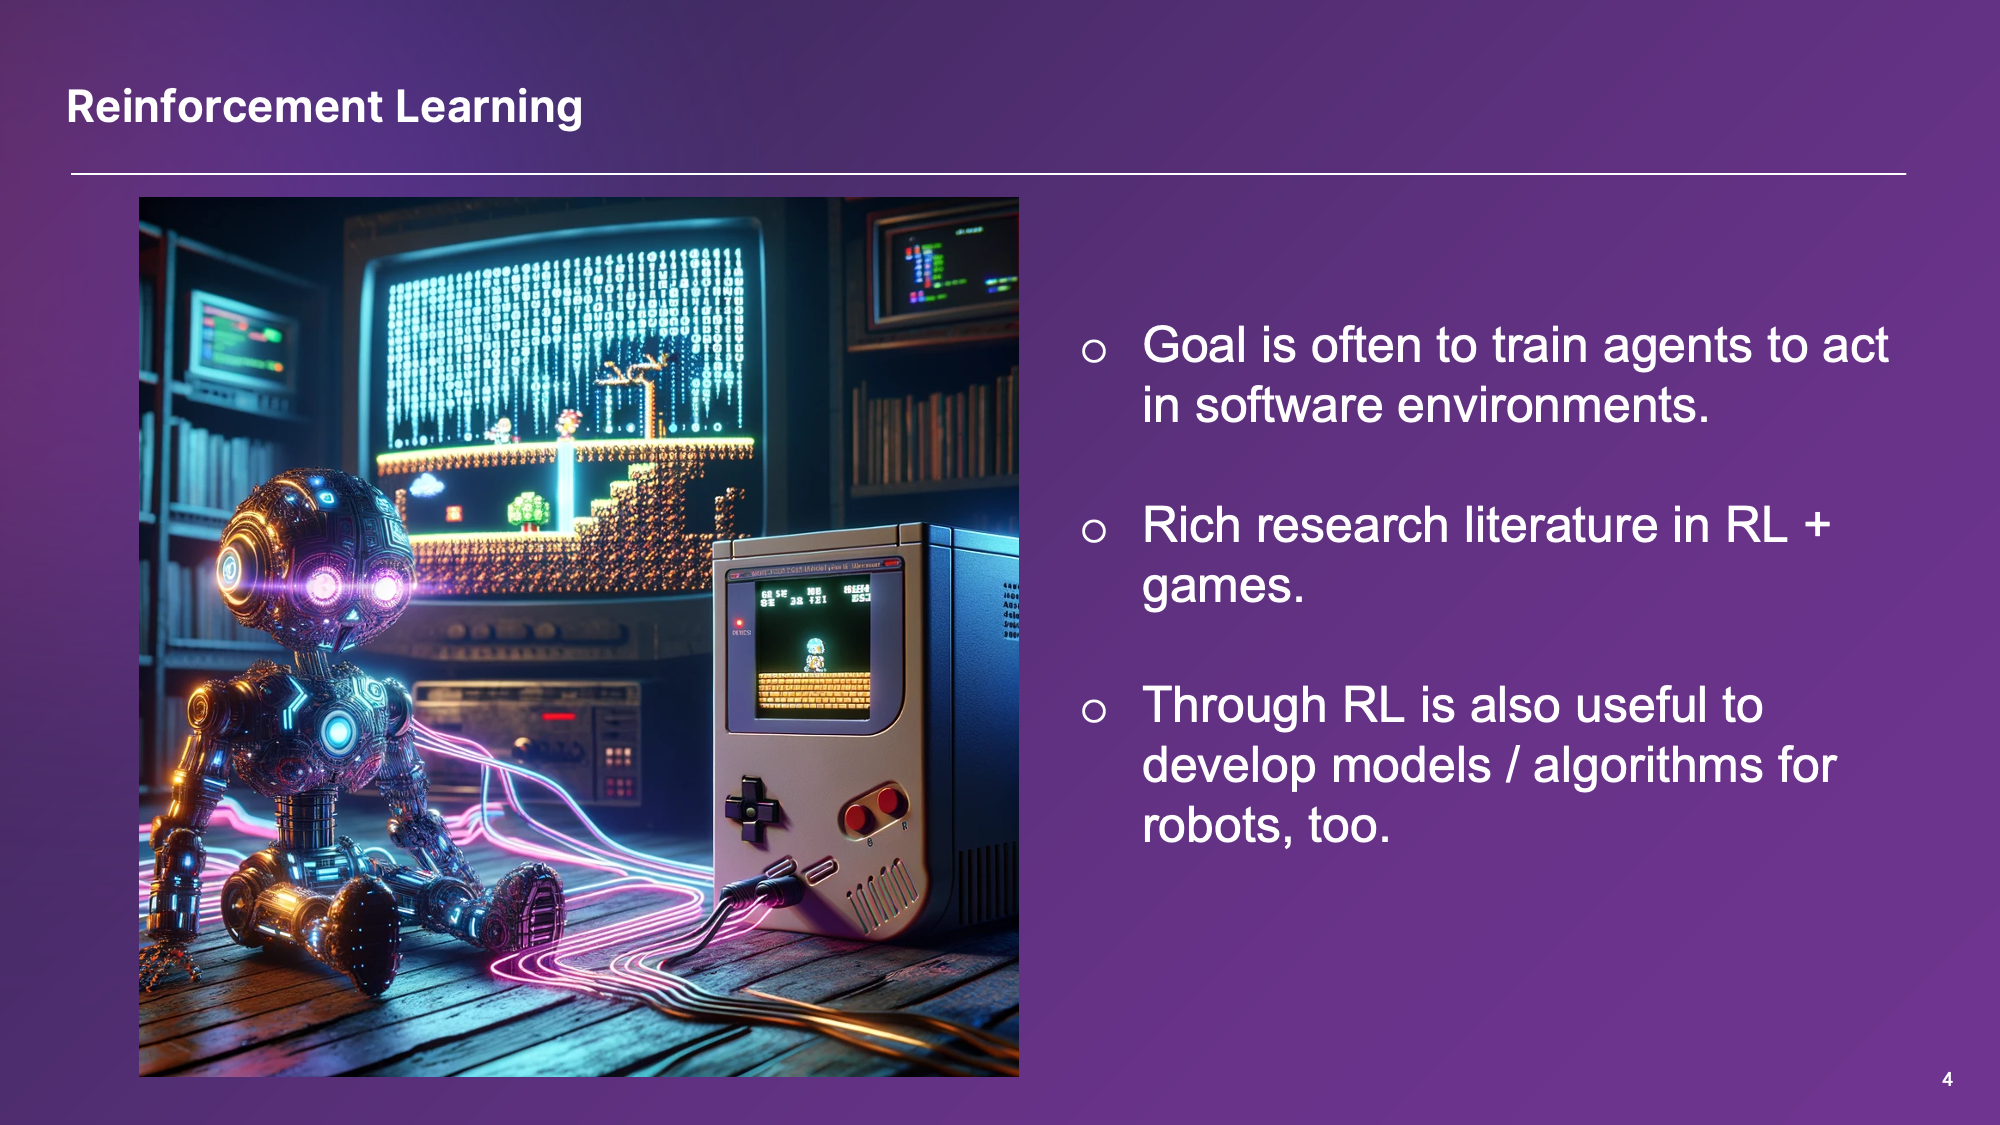 Reinforcement Learning
Goal is often to train agents to act
in software environments.
Rich research literature in RL +
games.
Through RL is also useful to
develop models / algorithms for
robots, too.
4